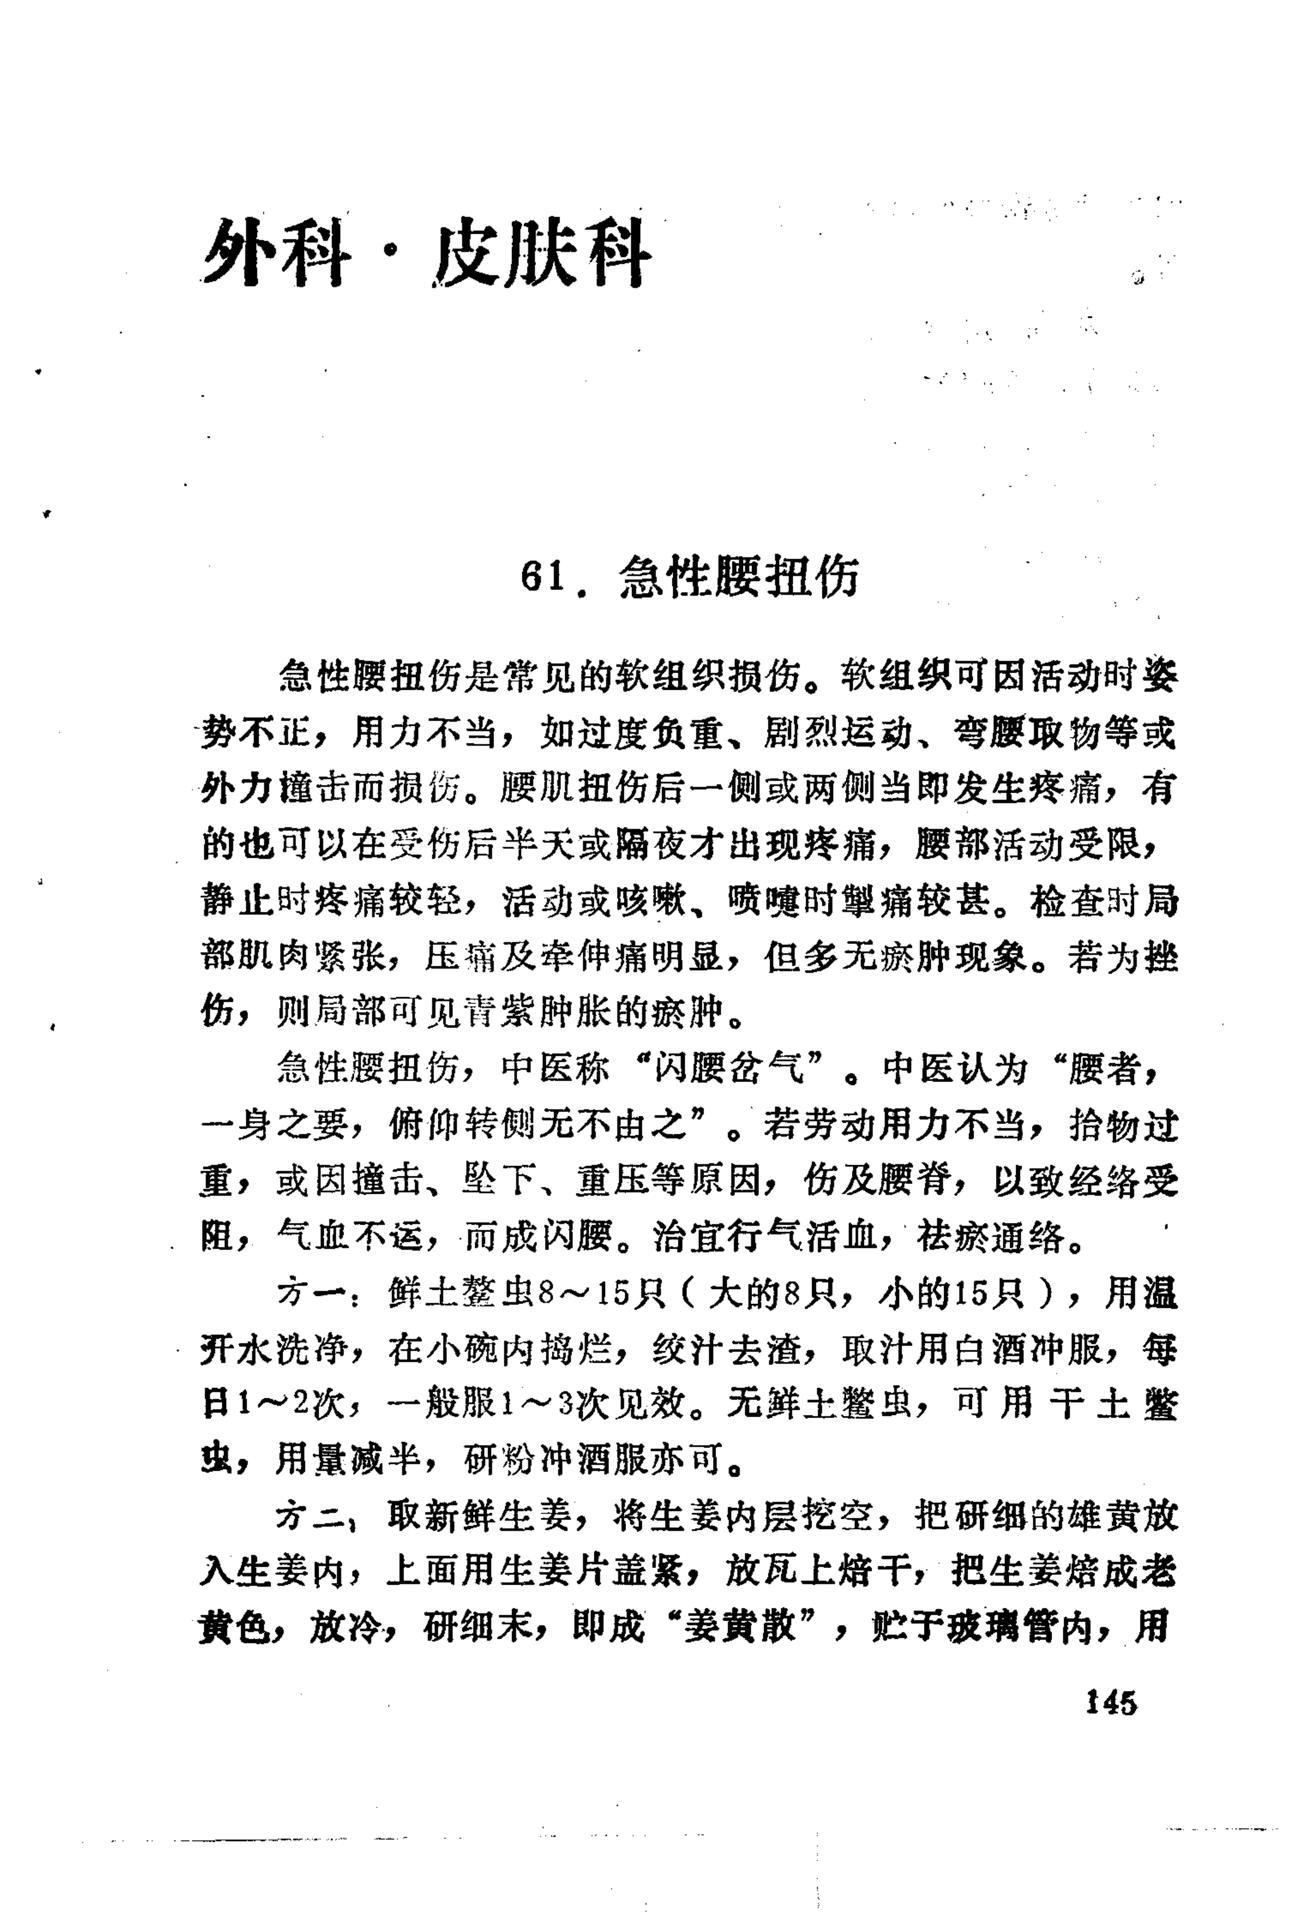 外科·皮肤科
61．急性腰扭伤
急性腰扭伤是常见的软组织损伤。软组织可因活动时姿
势不正，用力不当，如过度负重、剧烈运动、弯腰取物等或
外力撞击而损伤。腰肌扭伤后一侧或两侧当即发生疼痛，有
的也可以在受伤后半天或隔夜才出现疼痛，腰部活动受限，
静止时疼痛较轻，活动或咳嗽、喷嚏时掣痛较甚。检查时局
部肌肉紧张，压痛及牵伸痛明显，但多无瘀肿现象。若为挫
伤，则局部可见青紫肿胀的瘀肿。
急性腰扭伤，中医称“闪腰岔气”。中医认为“腰者，
一身之要，俯仰转侧无不由之”。若劳动用力不当，拾物过
重，或因撞击、坠下、重压等原因，伤及腰脊，以致经络受
阻，气血不运，而成闪腰。治宜行气活血，祛瘀通络。
方一：鲜土鳖虫8～15只（大的8只，小的15只），用温
开水洗净，在小碗内捣烂，绞汁去渣，取汁用白酒冲服，每
日1～2次，一般服1～3次见效。无鲜土鳖虫，可用干土鳖
虫，用量减半，研粉冲酒服亦可。
方二：取新鲜生姜，将生姜内层挖空，把研细的雄黄放
入生姜内，上面用生姜片盖紧，放瓦上焙干，把生姜焙成老
黄色，放冷，研细末，即成“姜黄散”，贮于玻璃管内，用
145